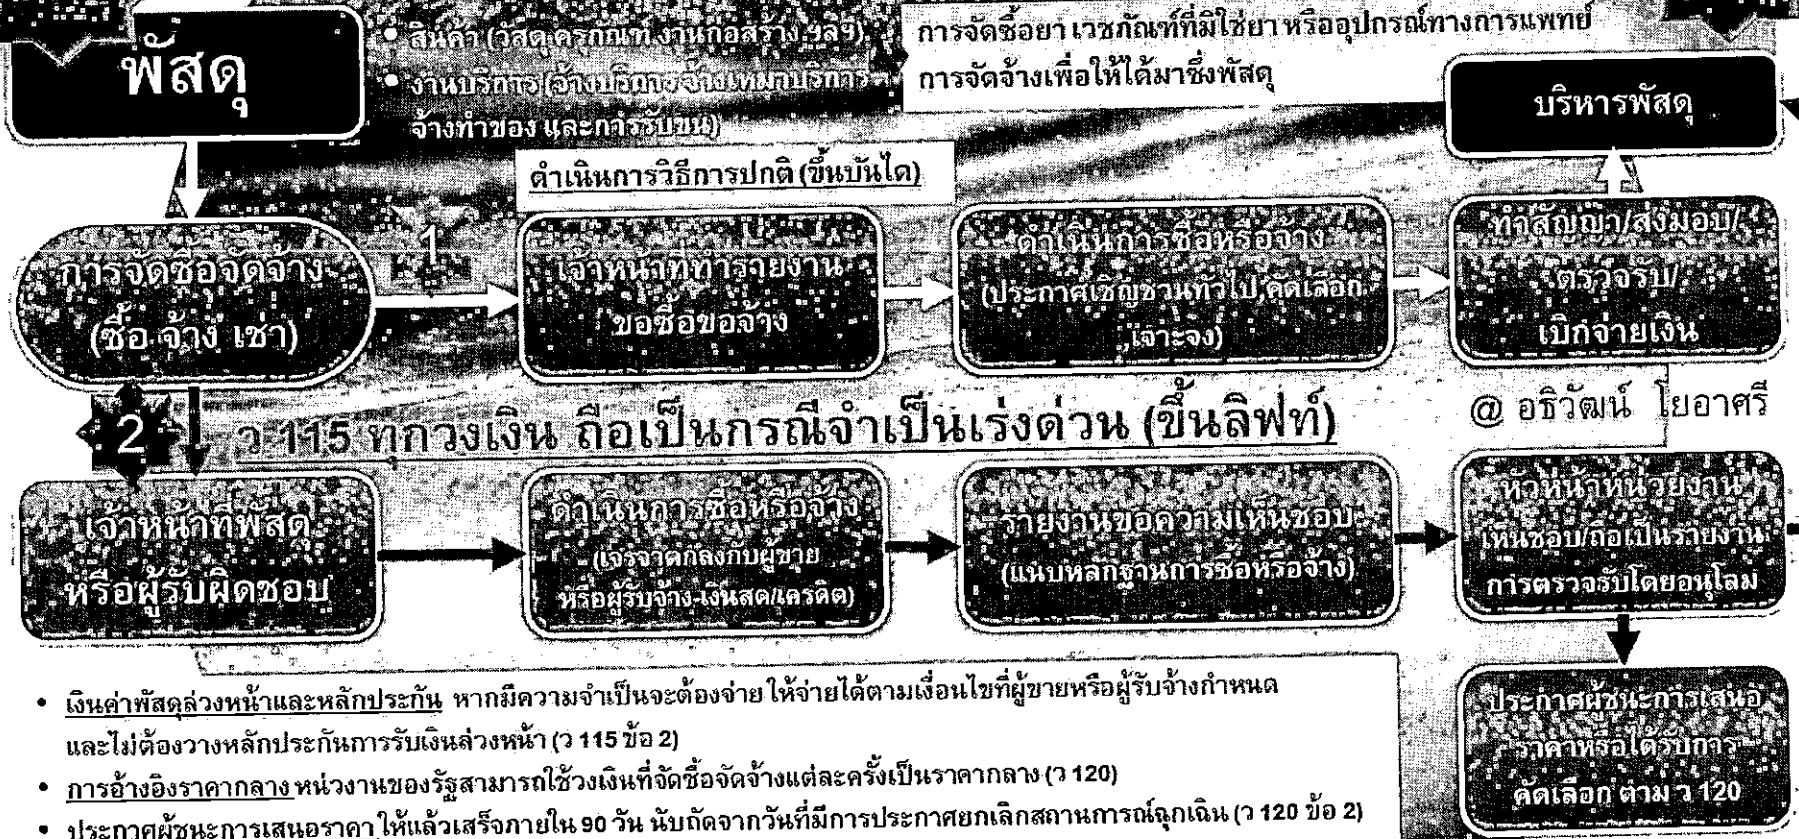 พัสดุ
สินค้า (วัสดุ ครุภัณฑ์ งานก่อสร้าง ฯลฯ)
งานบริการ (จ้างบริการ จ้างเหมาบริการ
จ้างทำของ และการรับขน)
การจัดซื้อยา เวชภัณฑ์ที่มิใช่ยา หรืออุปกรณ์ทางการแพทย์
การจัดจ้างเพื่อให้ได้มาซึ่งพัสดุ
บริหารพัสดุ
ดำเนินการวิธีการปกติ (ขึ้นบันได)
การจัดซื้อจัดจ้าง
(ซื้อ จ้าง เช่า)
1
เจ้าหน้าที่ทำรายงาน
ขอซื้อขอจ้าง
ดำเนินการซื้อหรือจ้าง
(ประกาศเชิญชวนทั่วไป,คัดเลือก
,เจาะจง)
ทำสัญญา/ส่งมอบ/
ตรวจรับ/
เบิกจ่ายเงิน
@ อธิวัฒน์ โยอาศรี
2
ว 115 ทุกวงเงิน ถือเป็นกรณีจำเป็นเร่งด่วน (ขึ้นลิฟท์)
เจ้าหน้าที่พัสดุ
หรือผู้รับผิดชอบ
ดำเนินการซื้อหรือจ้าง
(เจรจาตกลงกับผู้ขาย
หรือผู้รับจ้าง-เงินสด/เครดิต)
รายงานขอความเห็นชอบ
(แนบหลักฐานการซื้อหรือจ้าง)
หัวหน้าหน่วยงาน
เห็นชอบ/ถือเป็นรายงาน
การตรวจรับโดยอนุโลม
ประกาศผู้ชนะการเสนอ
ราคาหรือได้รับการ
คัดเลือก ตาม ว 120
• เงินค่าพัสดุล่วงหน้าและหลักประกัน หากมีความจำเป็นจะต้องจ่าย ให้จ่ายได้ตามเงื่อนไขที่ผู้ขายหรือผู้รับจ้างกำหนด
และไม่ต้องวางหลักประกันการรับเงินล่วงหน้า (ว 115 ข้อ 2)
• การอ้างอิงราคากลาง หน่วงานของรัฐสามารถใช้วงเงินที่จัดซื้อจัดจ้างแต่ละครั้งเป็นราคากลาง (ว 120)
• ประกาศผู้ชนะการเสนอราคา ให้แล้วเสร็จภายใน 90 วัน นับถัดจากวันที่มีการประกาศยกเลิกสถานการณ์ฉุกเฉิน (ว 120 ข้อ 2)